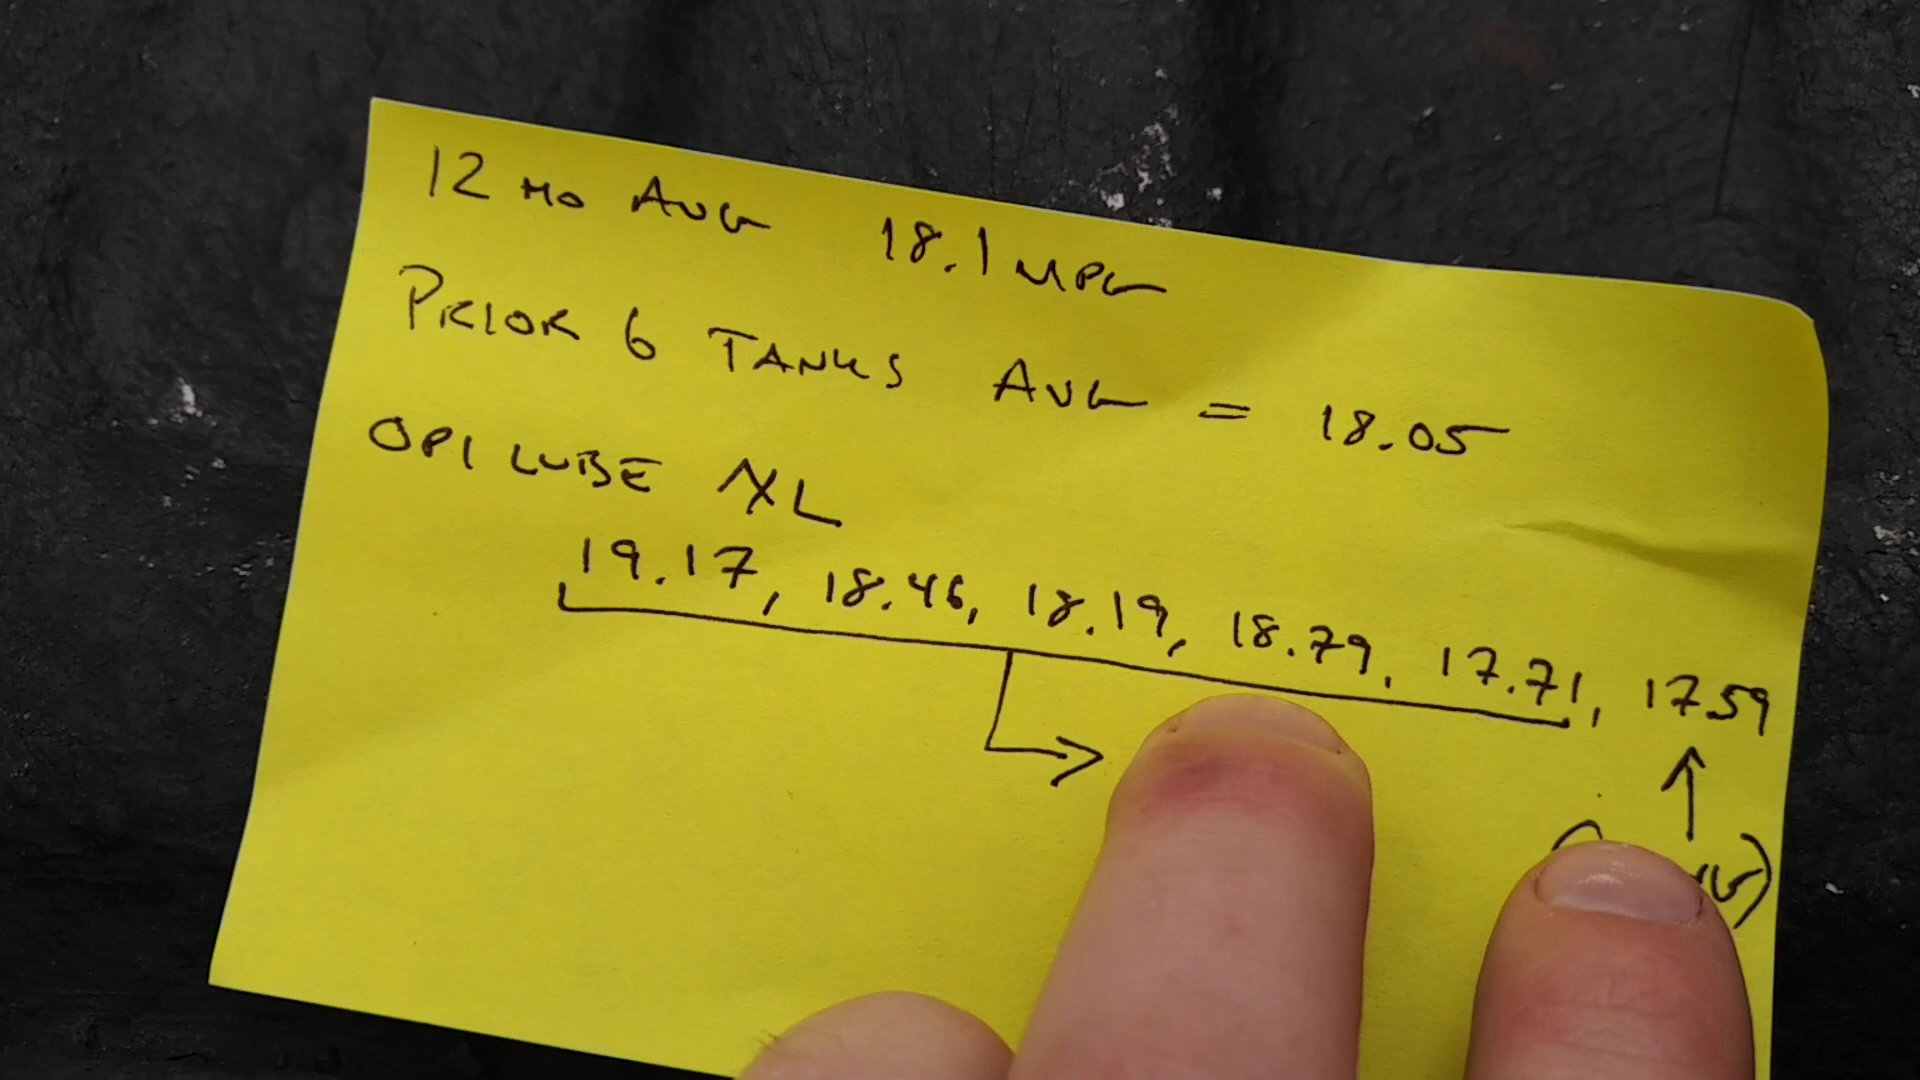 12 MO AVG 18.1 MPG
PRIOR 6 TANKS AVG = 18.05
OPI LUBE XL
19.17, 18.46, 18.19, 18.79, 17.71, 17.59